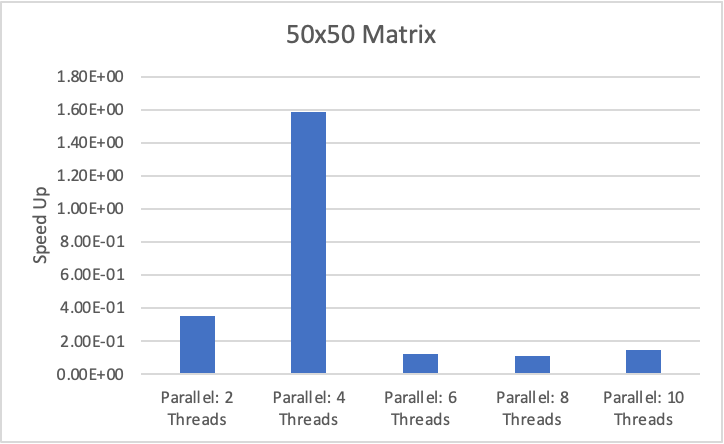 50x50 Matrix
Speed Up
1.80E+00
1.60E+00
1.40E+00
1.20E+00
1.00E+00
8.00E-01
6.00E-01
4.00E-01
2.00E-01
0.00E+00
Parallel: 2
Threads
Parallel: 4
Threads
Parallel: 6
Threads
Parallel: 8
Threads
Parallel: 10
Threads